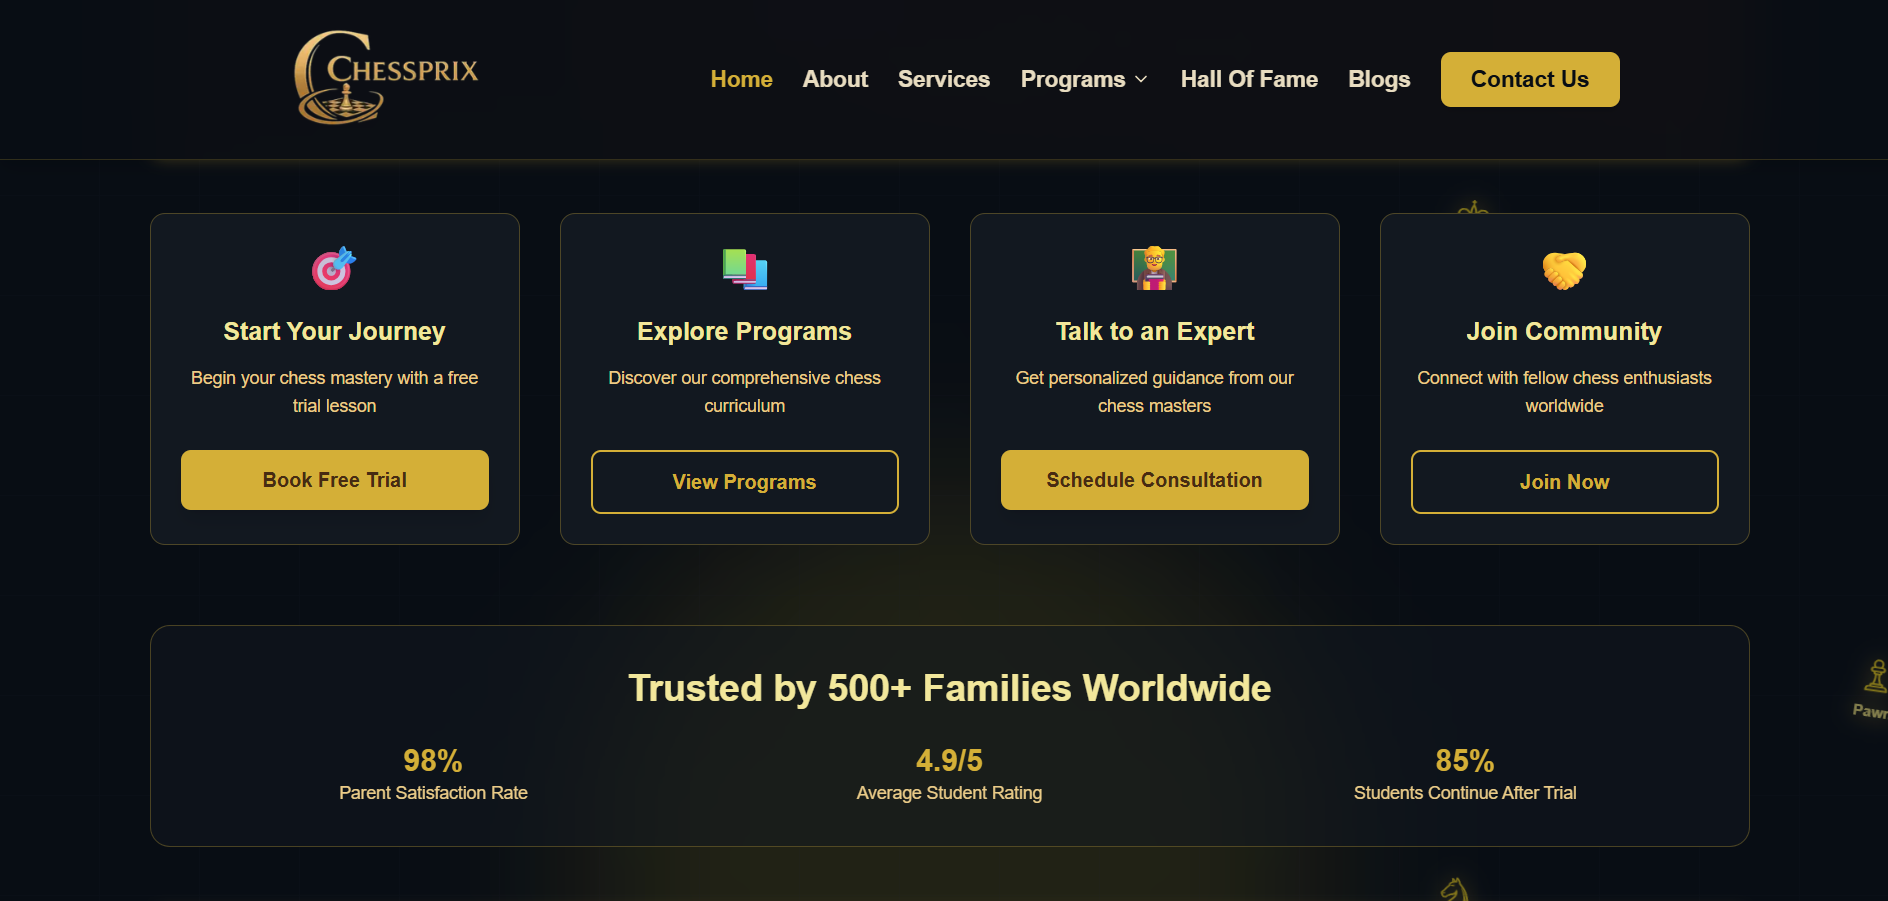 CHESSPRIX
Home
About
Services
Programs
Hall Of Fame
Blogs
Contact Us
Start Your Journey
Begin your chess mastery with a free
trial lesson
Book Free Trial
Explore Programs
Discover our comprehensive chess
curriculum
View Programs
Talk to an Expert
Get personalized guidance from our
chess masters
Schedule Consultation
Join Community
Connect with fellow chess enthusiasts
worldwide
Join Now
Trusted by 500+ Families Worldwide
98%
Parent Satisfaction Rate
4.9/5
Average Student Rating
85%
Students Continue After Trial